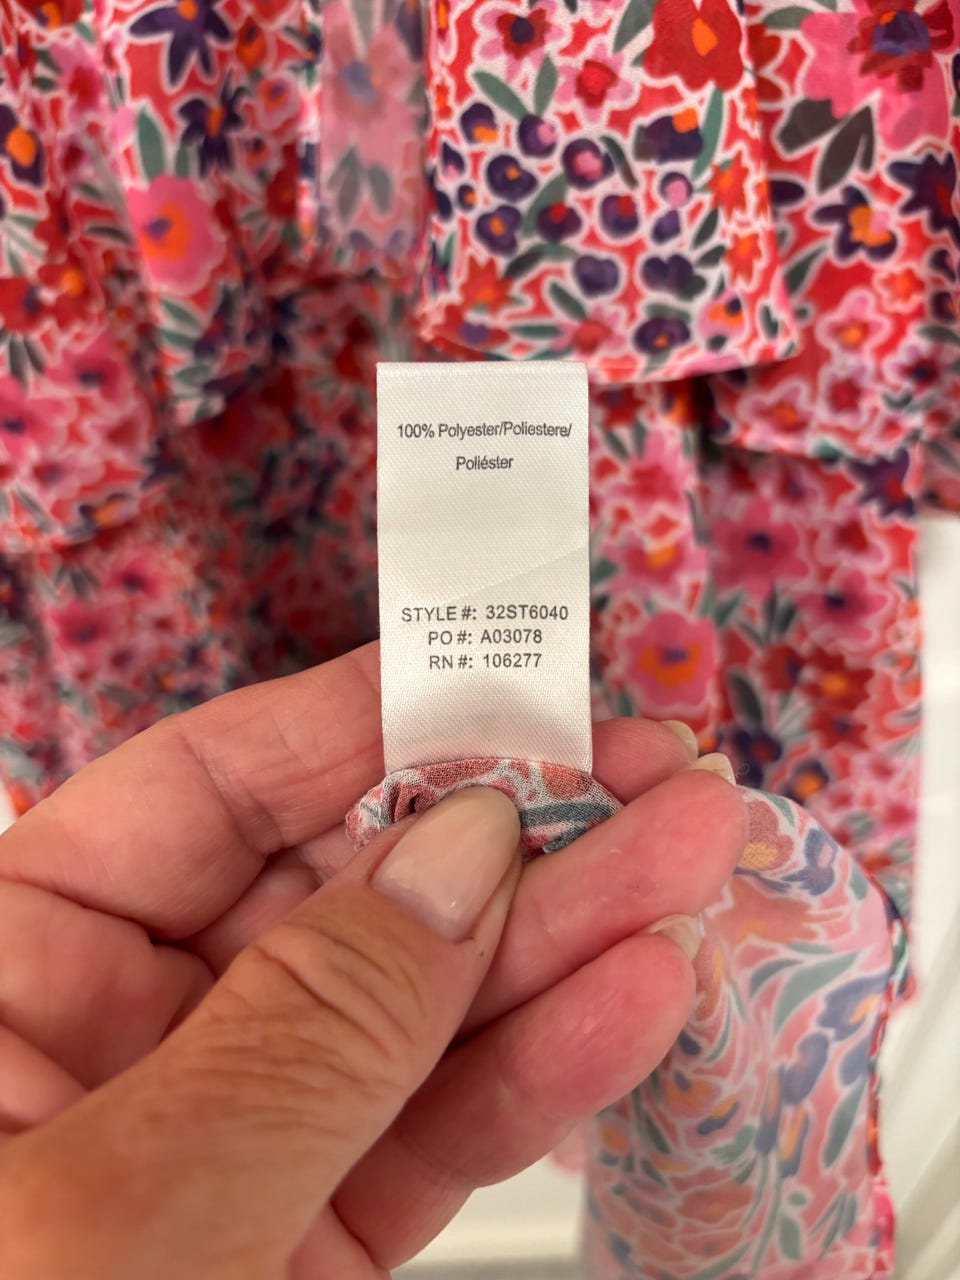 100% Polyester/Poliestere/
Poliéster
STYLE #: 32ST6040
PO #: A03078
RN #: 106277